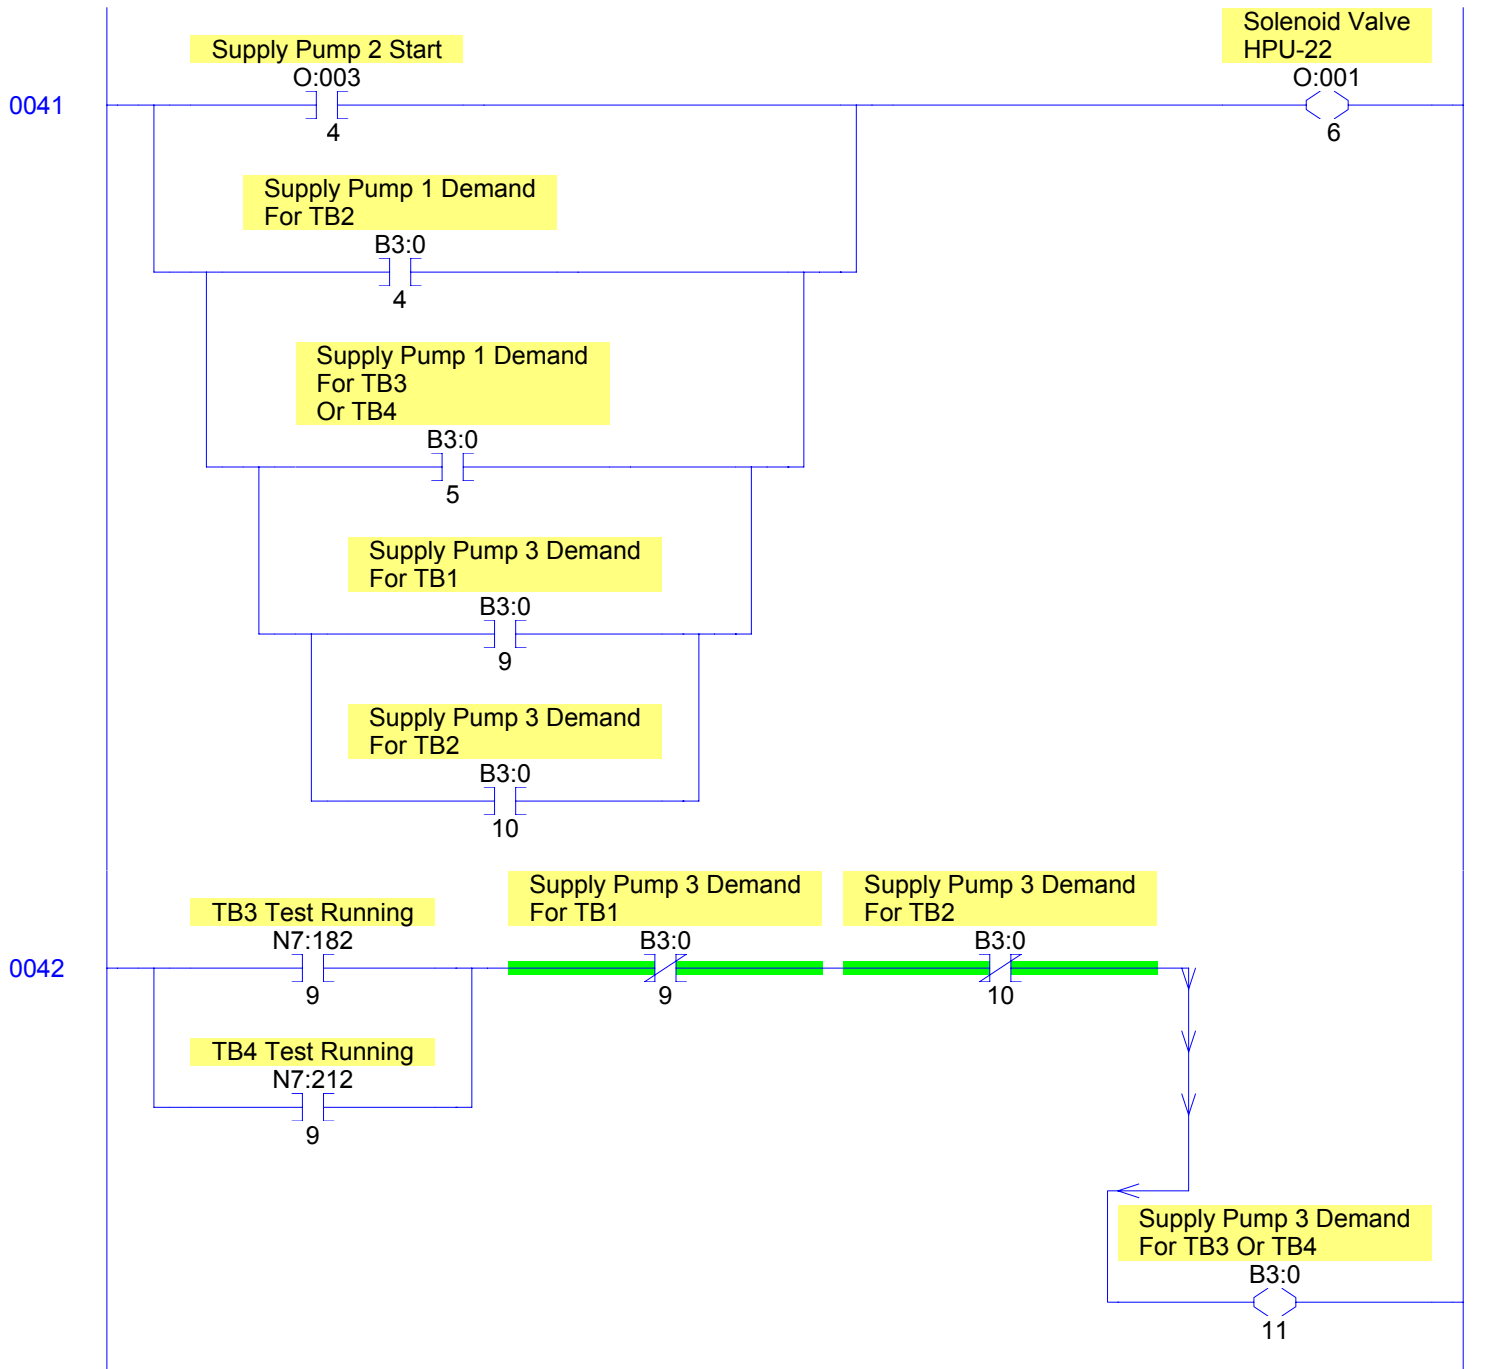 Supply Pump 2 Start
O:003
4
Solenoid Valve
HPU-22
O:001
6
0041
Supply Pump 1 Demand
For TB2
B3:0
4
Supply Pump 1 Demand
For TB3
Or TB4
B3:0
5
Supply Pump 3 Demand
For TB1
B3:0
9
Supply Pump 3 Demand
For TB2
B3:0
10
0042
TB3 Test Running
N7:182
9
Supply Pump 3 Demand
For TB1
B3:0
9
Supply Pump 3 Demand
For TB2
B3:0
10
TB4 Test Running
N7:212
9
Supply Pump 3 Demand
For TB3 Or TB4
B3:0
11